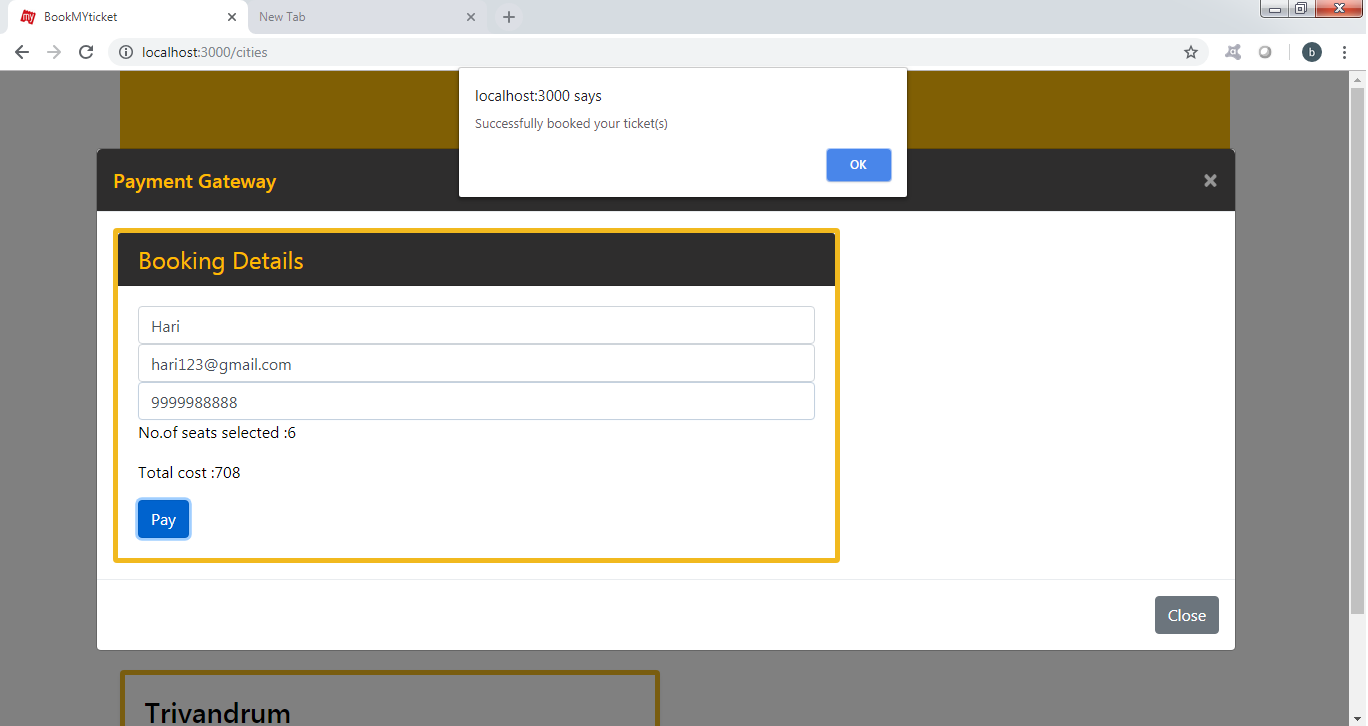 my BookMYticket
New Tab
localhost:3000/cities
b
localhost:3000 says
Successfully booked your ticket(s)
OK
Payment Gateway
Booking Details
Hari
hari123@gmail.com
9999988888
No.of seats selected :6
Total cost :708
Pay
Close
Trivandrum